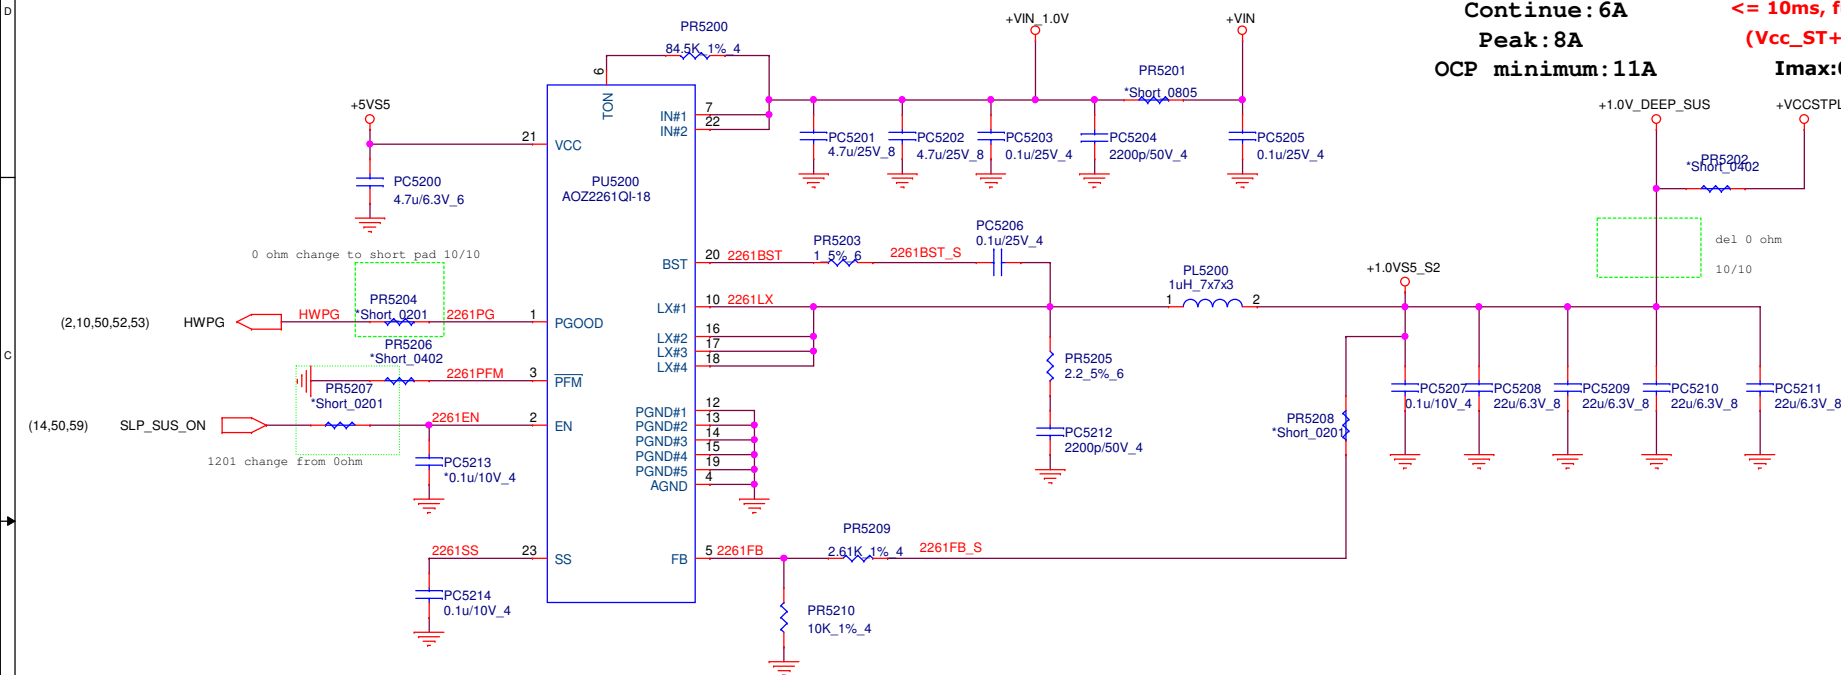 D
Continue:6A
Peak:8A
OCP minimum:11A
<= 10ms, f
(Vcc_ST+
Imax:
+VIN_1.0V
+VIN
PR5200
84.5K_1%_4
6
TON
PR5201
*Short_0805
+5VS5
7
IN#1
22
IN#2
21
VCC
PC5200
4.7u/6.3V_6
PU5200
AOZ2261QI-18
PC5201
4.7u/25V_8
PC5202
4.7u/25V_8
PC5203
0.1u/25V_4
PC5204
2200p/50V_4
PC5205
0.1u/25V_4
+1.0V_DEEP_SUS
+VCCSTPL
PR5202
*Short_0402
del 0 ohm
10/10
0 ohm change to short pad 10/10
PC5206
0.1u/25V_4
PR5203
1_5%_6
BST
20
2261BST
2261BST_S
PL5200
1uH_7x7x3
1
2
+1.0VS5_S2
LX#1
10
2261LX
LX#2
16
LX#3
17
LX#4
18
(2,10,50,52,53)
HWPG
HWPG
PR5204
*Short_0201
2261PG
1
PGOOD
C
PR5206
*Short_0402
2261PFM
3
PFM
PR5207
*Short_0201
(14,50,59)
SLP_SUS_ON
2261EN
2
EN
1201 change from 0ohm
PC5213
*0.1u/10V_4
PGND#1
12
PGND#2
13
PGND#3
14
PGND#4
15
PGND#5
19
AGND
4
PR5205
2.2_5%_6
PC5212
2200p/50V_4
PR5208
*Short_0201
PC5207
0.1u/10V_4
PC5208
22u/6.3V_8
PC5209
22u/6.3V_8
PC5210
22u/6.3V_8
PC5211
22u/6.3V_8
2261SS
23
SS
PC5214
0.1u/10V_4
FB
5
2261FB
PR5209
2.61K_1%_4
2261FB_S
PR5210
10K_1%_4